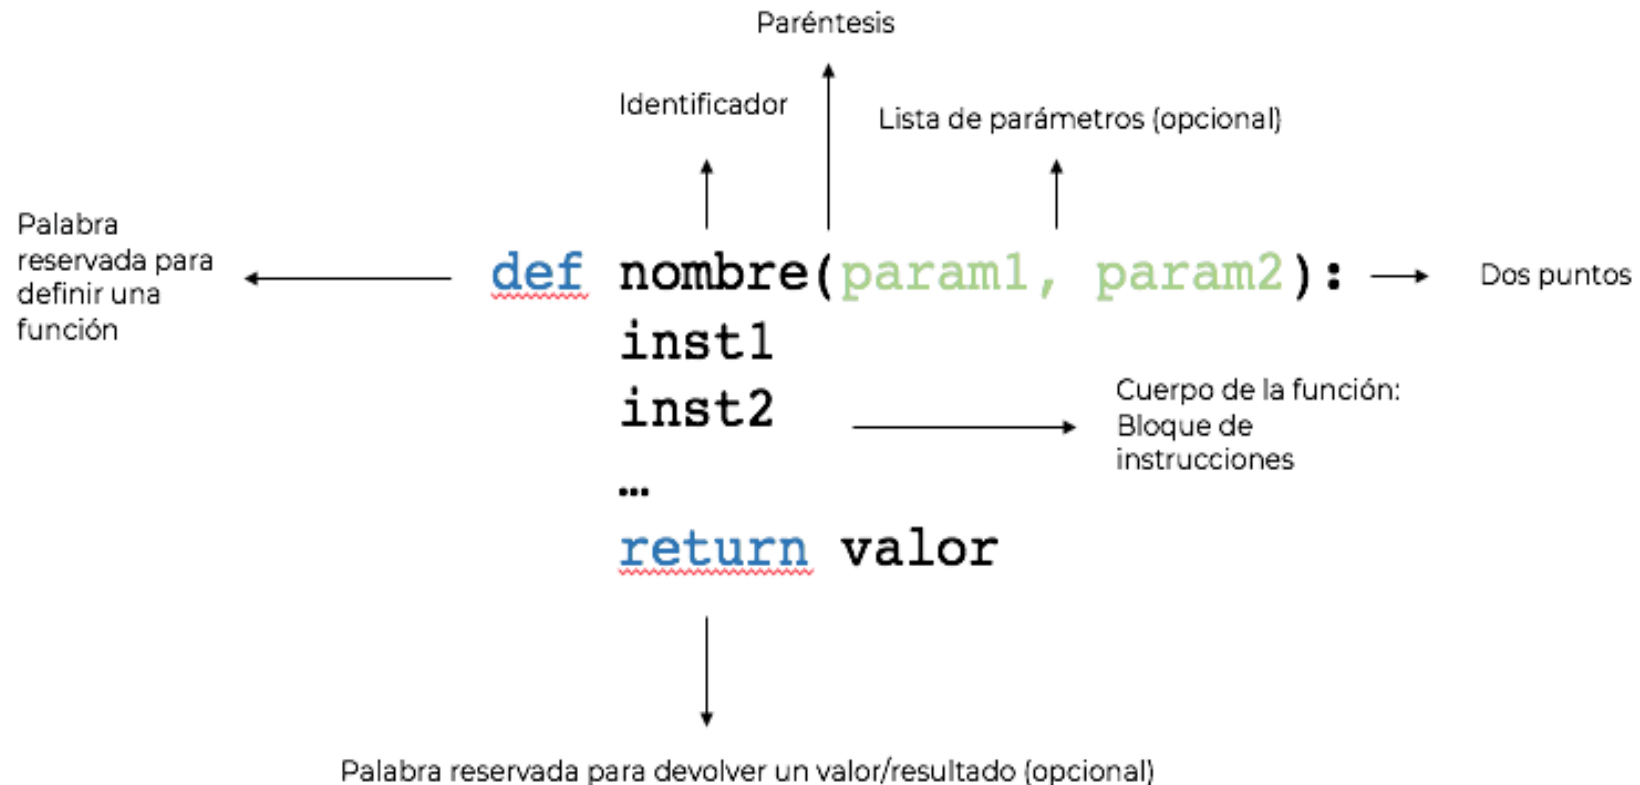 Paréntesis
Identificador
Lista de parámetros (opcional)
Palabra
reservada para
definir una
función
def nombre(param1, param2):
Dos puntos
inst1
inst2
Cuerpo de la función:
Bloque de
instrucciones
…
return valor
Palabra reservada para devolver un valor/resultado (opcional)